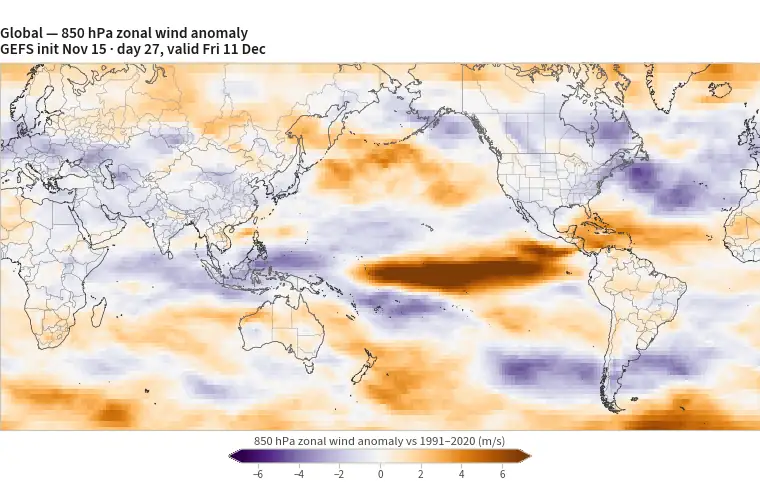 Global — 850 hPa zonal wind anomaly
GEFS init Nov 15 · day 27, valid Fri 11 Dec
850 hPa zonal wind anomaly vs 1991–2020 (m/s)
−6 −4 −2 0 2 4 6